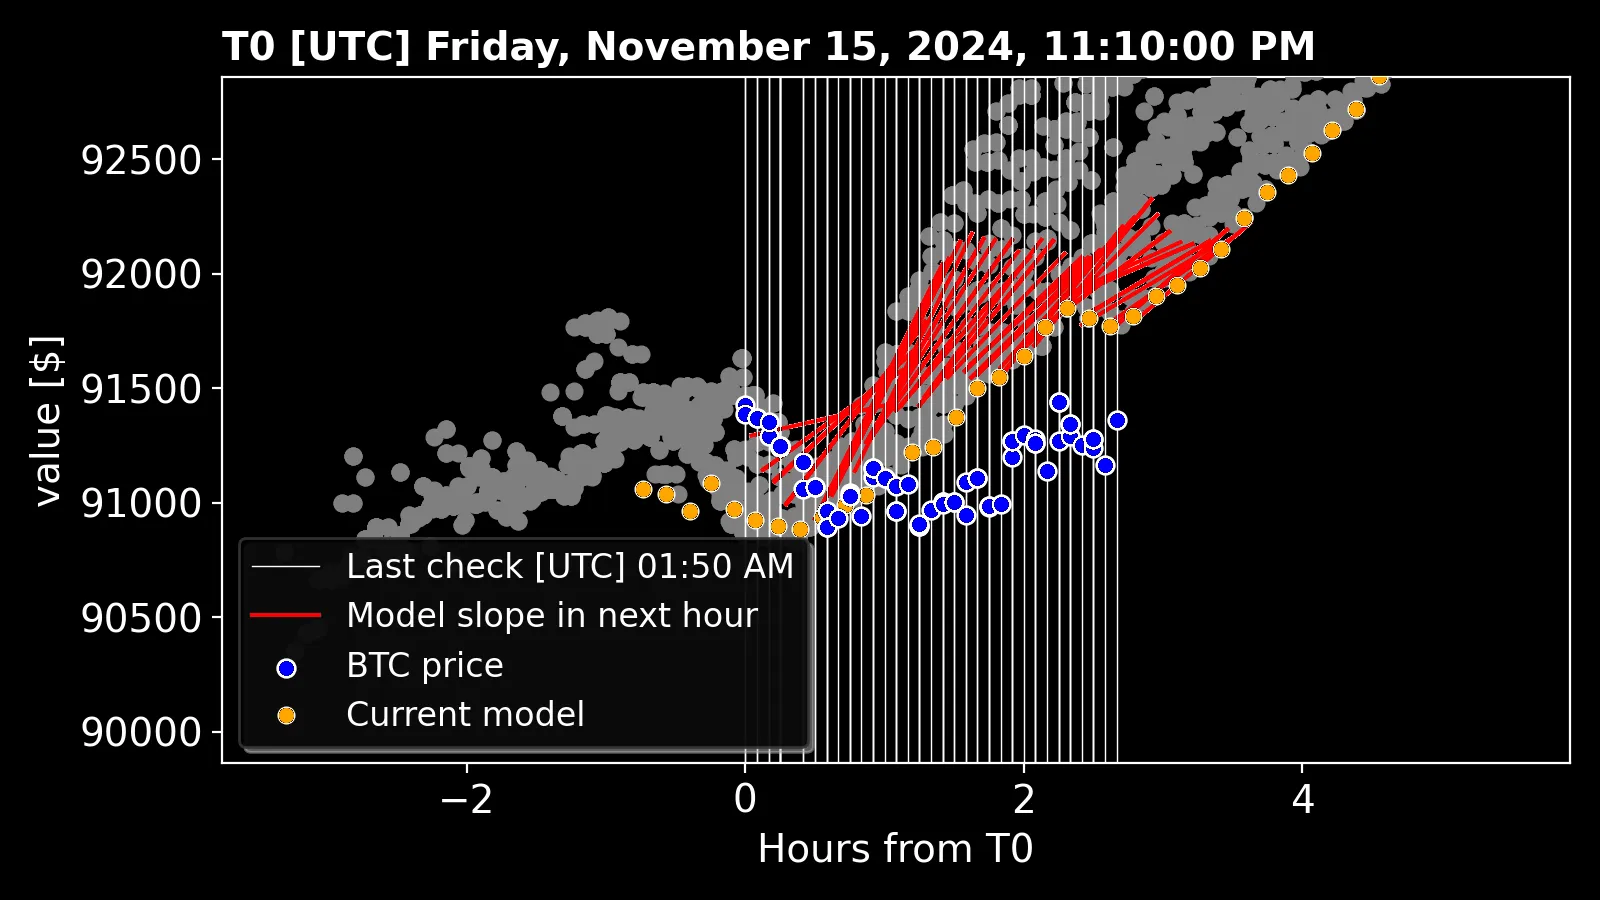 T0 [UTC] Friday, November 15, 2024, 11:10:00 PM
value [$]
92500
92000
91500
91000
90500
90000
Last check [UTC] 01:50 AM
Model slope in next hour
BTC price
Current model
−2 0 2 4
Hours from T0